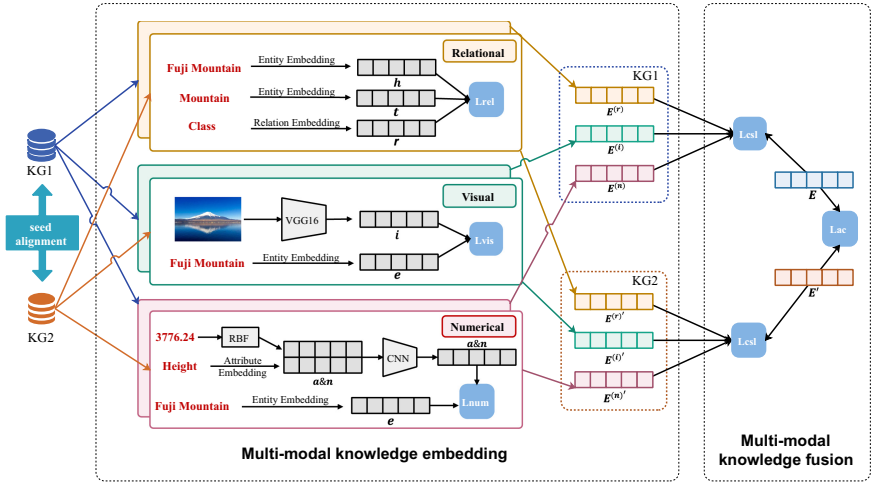 Relational
Fuji Mountain
Entity Embedding
h
Mountain
Entity Embedding
t
Class
Relation Embedding
r
Lrel
KG1
seed
alignment
KG2
Visual
VGG16
i
Fuji Mountain
Entity Embedding
e
Lvis
Numerical
3776.24
RBF
Height
Attribute
Embedding
a&n
CNN
a&n
Fuji Mountain
Entity Embedding
e
Lnum
Multi-modal knowledge embedding
KG1
E(r)
E(i)
E(n)
KG2
E(r)′
E(i)′
E(n)′
Lcsl
E
Lac
E′
Lcsl
Multi-modal
knowledge fusion